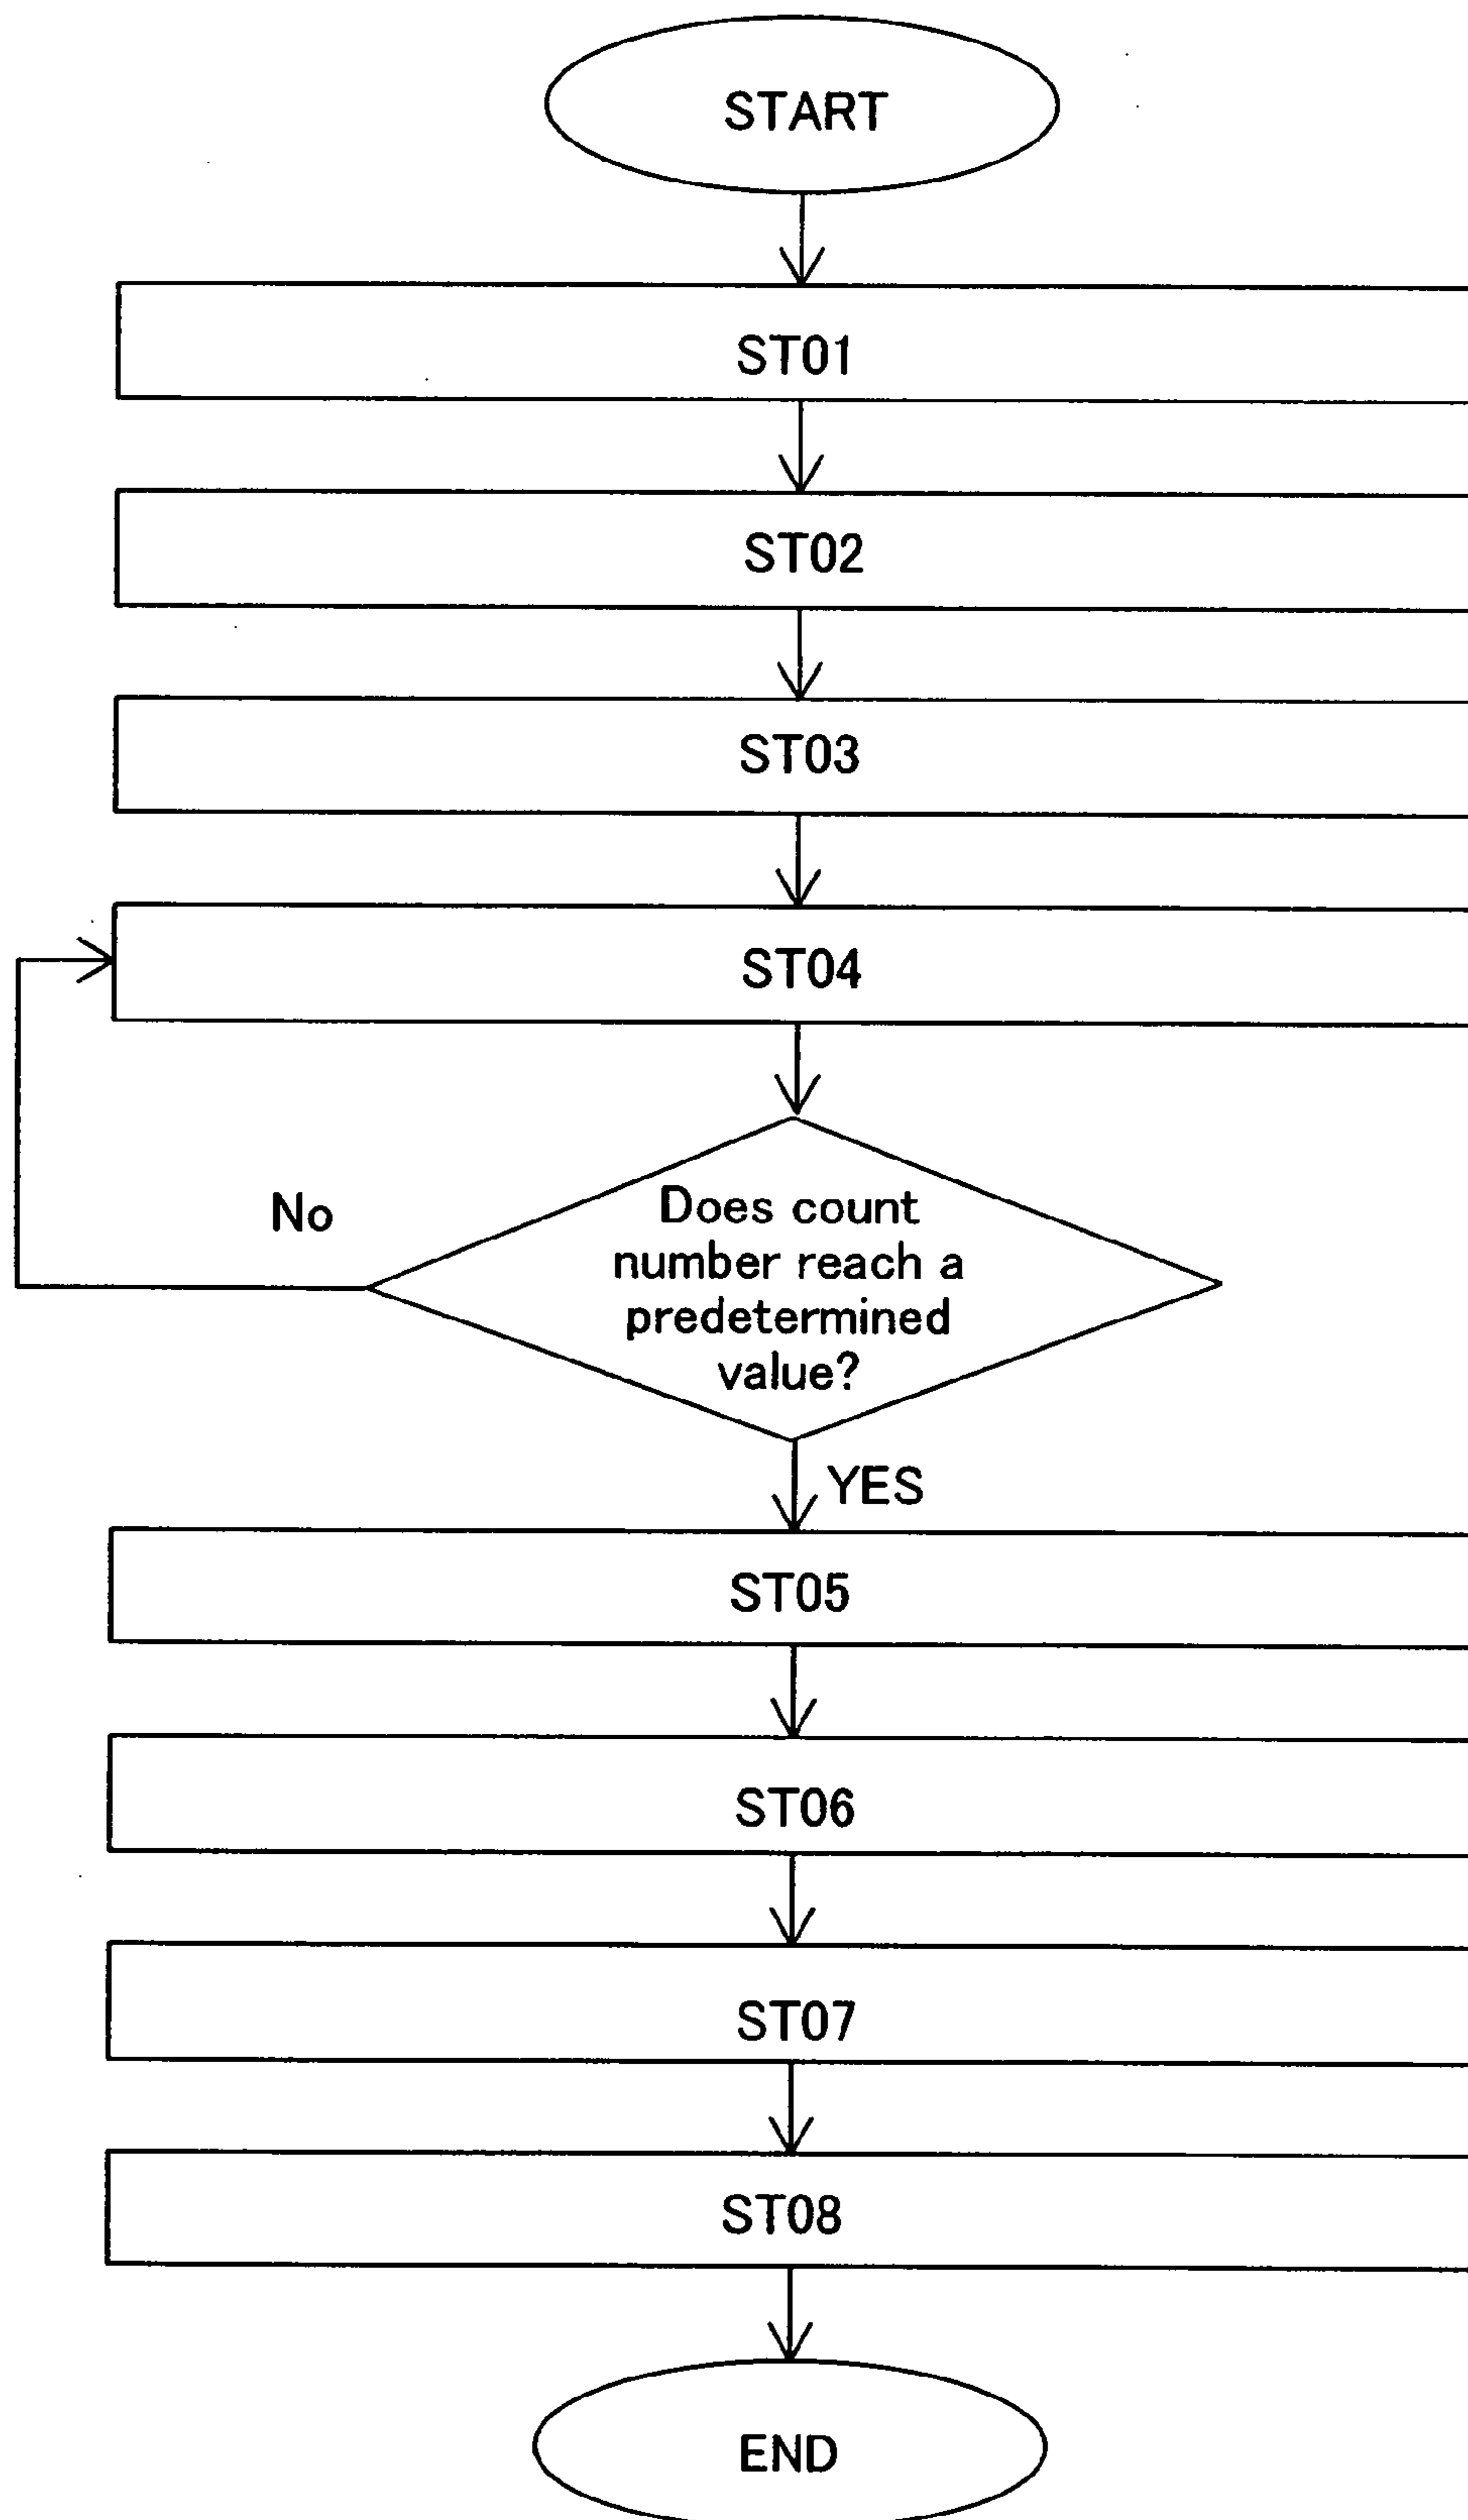 START
ST01
ST02
ST03
ST04
No
Does count
number reach a
predetermined
value?
YES
ST05
ST06
ST07
ST08
END